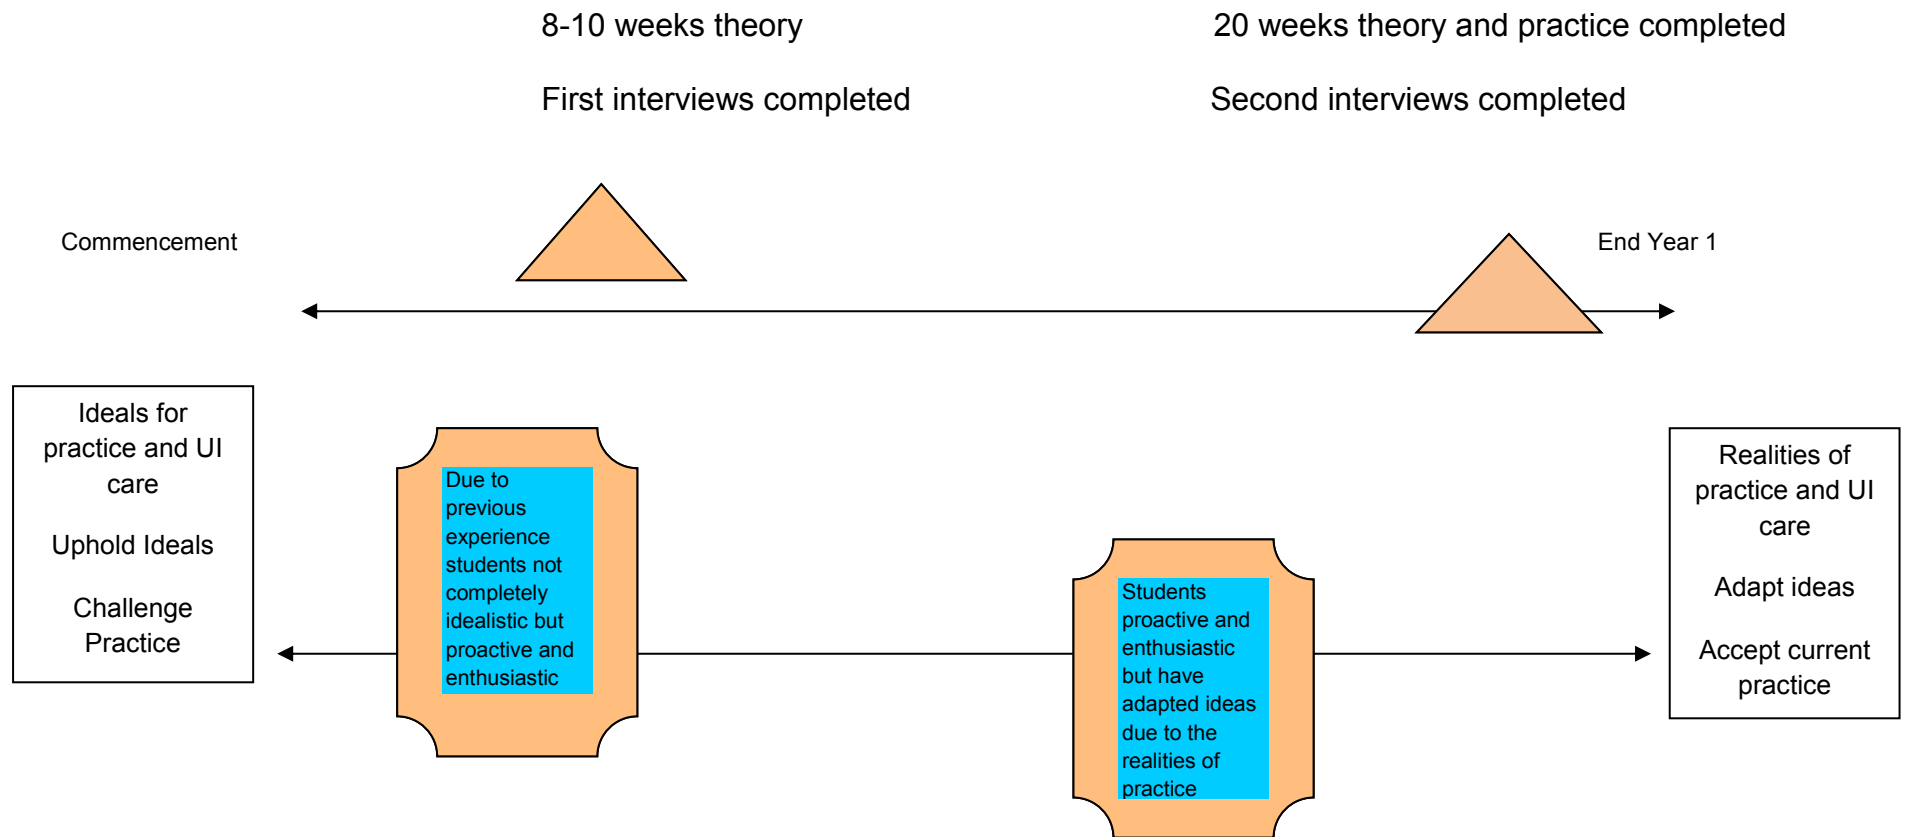 8-10 weeks theory
20 weeks theory and practice completed
First interviews completed
Second interviews completed
Commencement
End Year 1
Ideals for
practice and UI
care
Uphold Ideals
Challenge
Practice
Due to
previous
experience
students not
completely
idealistic but
proactive and
enthusiastic
Students
proactive and
enthusiastic
but have
adapted ideas
due to the
realities of
practice
Realities of
practice and UI
care
Adapt ideas
Accept current
practice